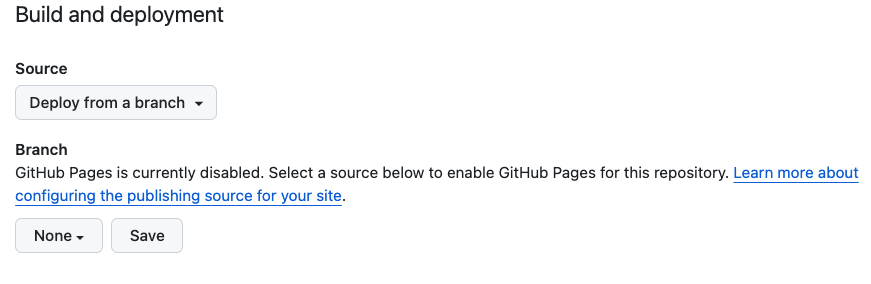 Build and deployment
Source
Deploy from a branch
Branch
GitHub Pages is currently disabled. Select a source below to enable GitHub Pages for this repository. Learn more about
configuring the publishing source for your site.
None
Save